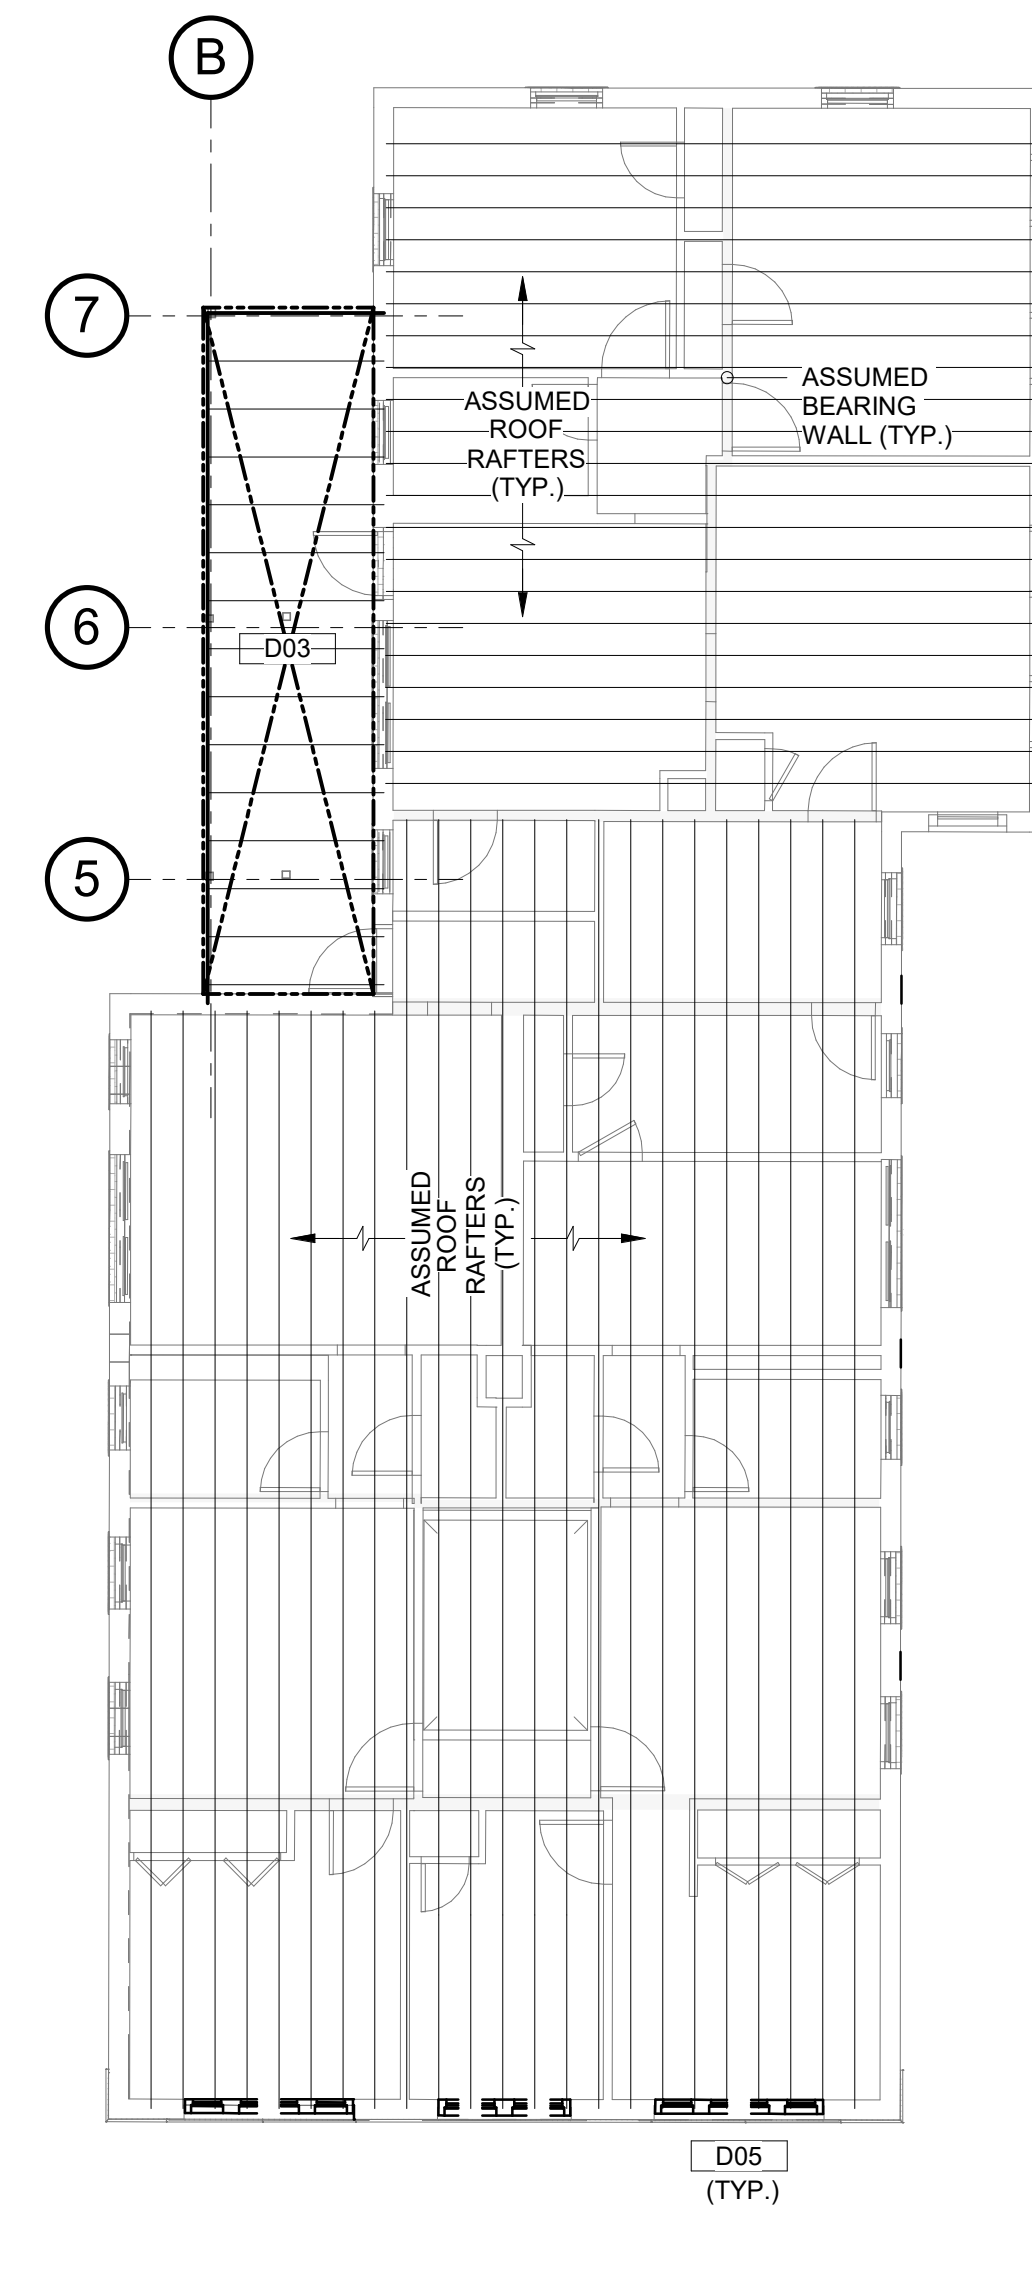 B
7
ASSUMED
ROOF
RAFTERS
(TYP.)
ASSUMED
BEARING
WALL (TYP.)
6
D03
5
ASSUMED
ROOF
RAFTERS
(TYP.)
D05
(TYP.)